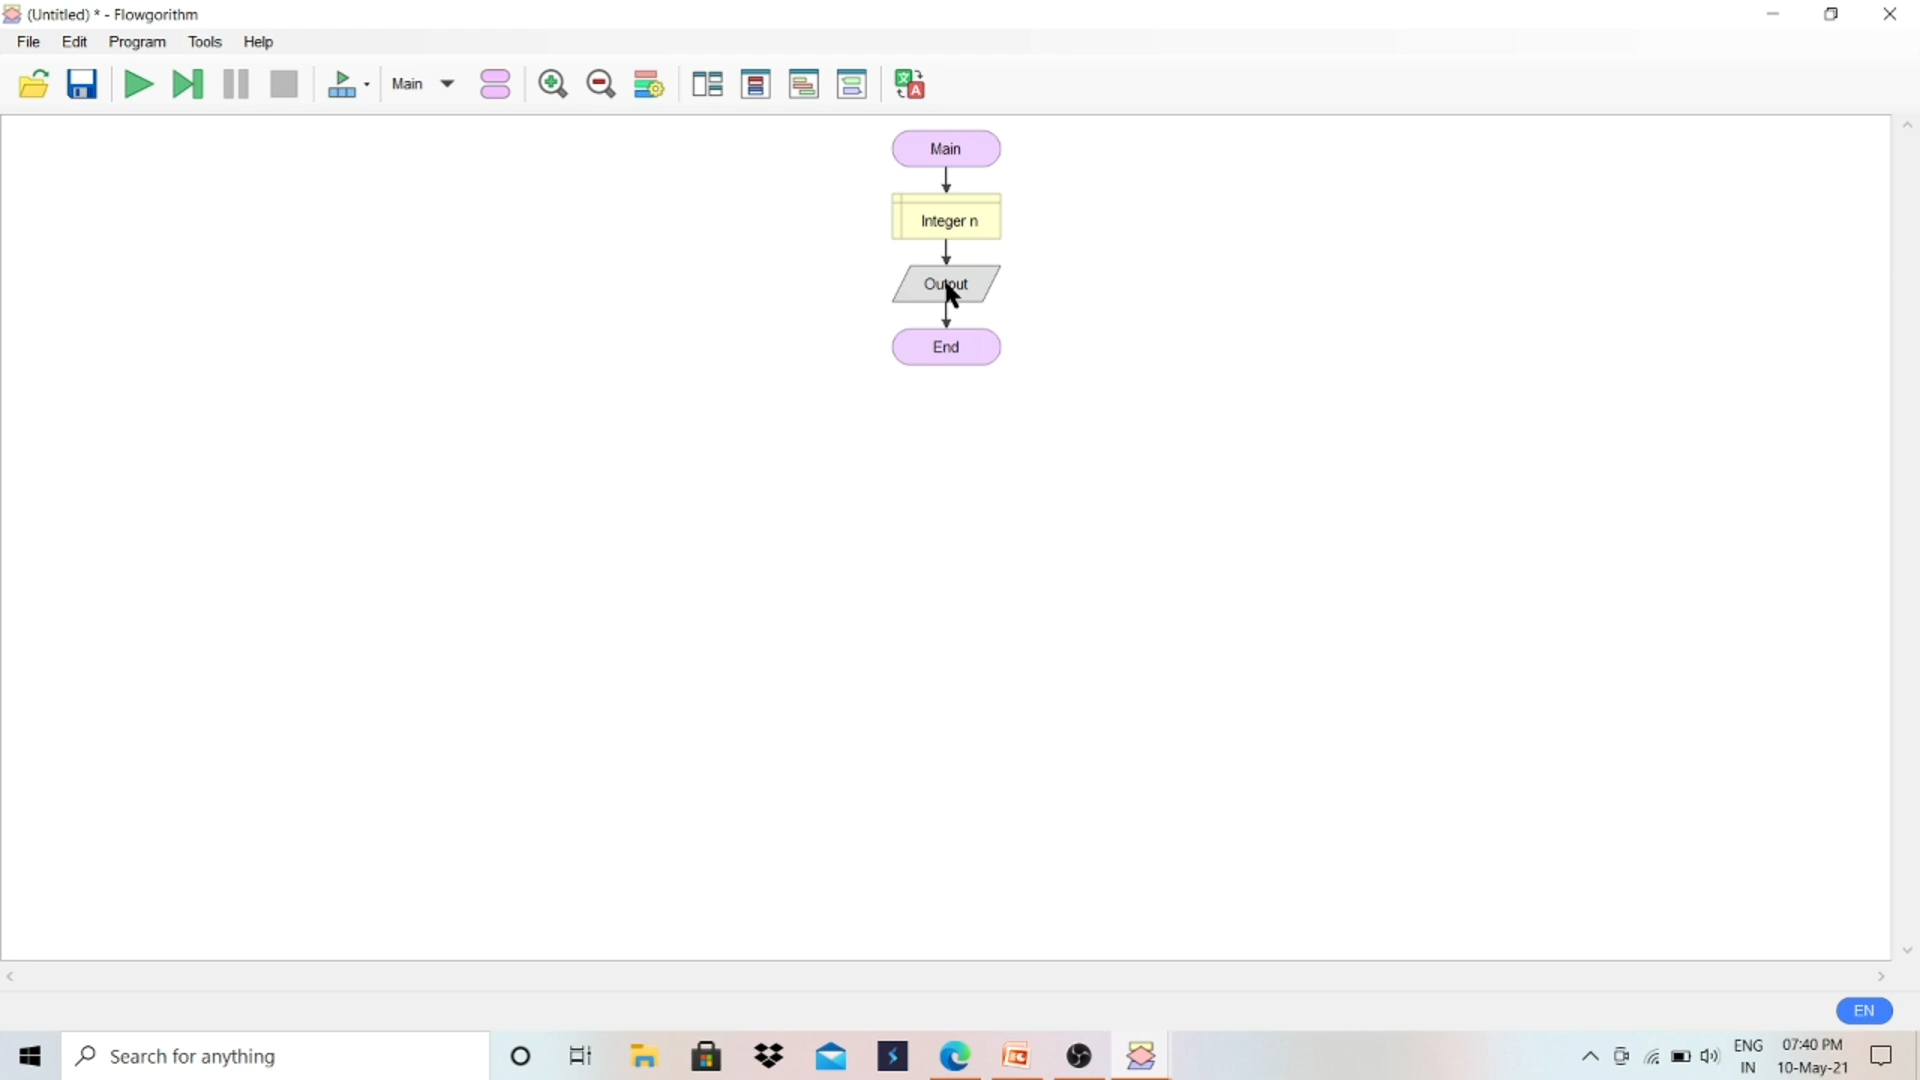 (Untitled) * - Flowgorithm
File Edit Program Tools Help
Main
Main
Integer n
Output
End
EN
Search for anything
ENG 07:40 PM
IN 10-May-21